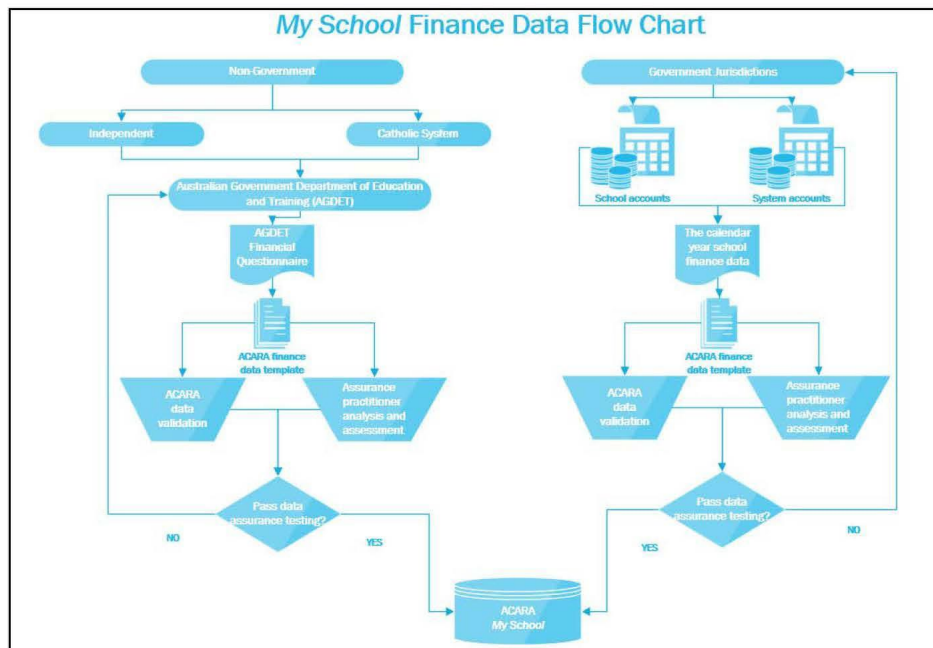 My School Finance Data Flow Chart
Non-Government
Independent
Catholic System
Australian Government Department of Education
and Training (AGDET)
AGDET
Financial
Questionnaire
ACARA finance
data template
ACARA
data
validation
Assurance
practitioner
analysis and
assessment
Pass data
assurance testing?
NO
YES
Government Jurisdictions
School accounts
System accounts
The calendar
year school
finance data
ACARA finance
data template
ACARA
data
validation
Assurance
practitioner
analysis and
assessment
Pass data
assurance testing?
YES
NO
ACARA
My School